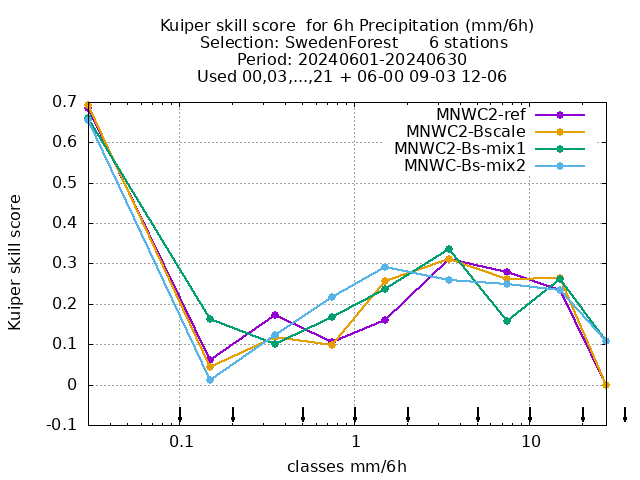 Kuiper skill score  for 6h Precipitation (mm/6h)
Selection: SwedenForest      6 stations
Period: 20240601-20240630
Used 00,03,...,21 + 06-00 09-03 12-06
MNWC2-ref
MNWC2-Bscale
MNWC2-Bs-mix1
MNWC-Bs-mix2
Kuiper skill score
0.7
0.6
0.5
0.4
0.3
0.2
0.1
0
-0.1
0.1 1 10
classes mm/6h